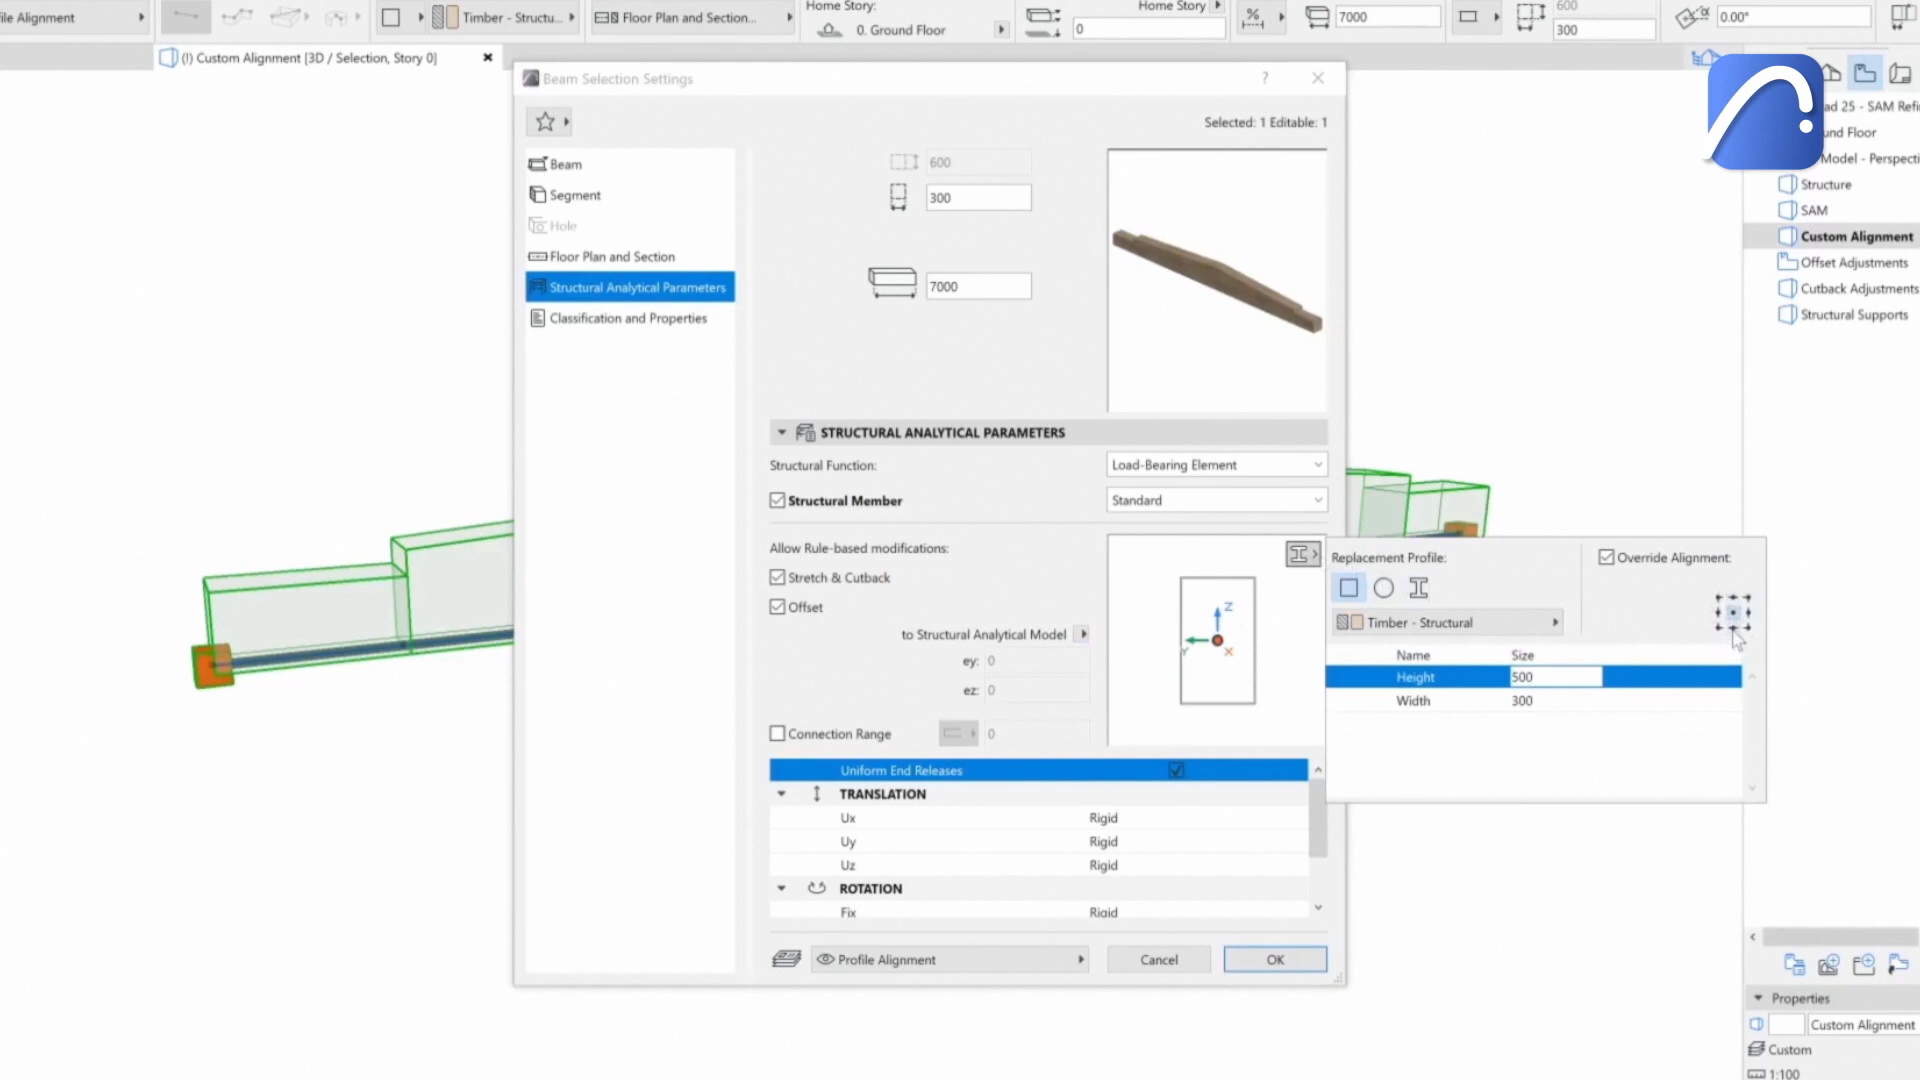 ile Alignment
Timber - Structu...
Floor Plan and Section...
Home Story:
0. Ground Floor
Home Story
0
7000
600
300
0.00°
(!) Custom Alignment [3D / Selection, Story 0]
Beam Selection Settings
?
Selected: 1 Editable: 1
Beam
Segment
Hole
Floor Plan and Section
Structural Analytical Parameters
Classification and Properties
600
300
7000
STRUCTURAL ANALYTICAL PARAMETERS
Structural Function:
Load-Bearing Element
Structural Member
Standard
Allow Rule-based modifications:
Stretch & Cutback
Offset
to Structural Analytical Model
ey: 0
ez: 0
Connection Range
0
Z
Y
X
Uniform End Releases
TRANSLATION
Ux Rigid
Uy Rigid
Uz Rigid
ROTATION
Fix Rigid
Profile Alignment
Cancel
OK
Replacement Profile:
Override Alignment:
Timber - Structural
Name Size
Height 500
Width 300
ad 25 - SAM Refi
und Floor
Model - Perspecti
Structure
SAM
Custom Alignment
Offset Adjustments
Cutback Adjustments
Structural Supports
Properties
Custom Alignment
Custom
1:100